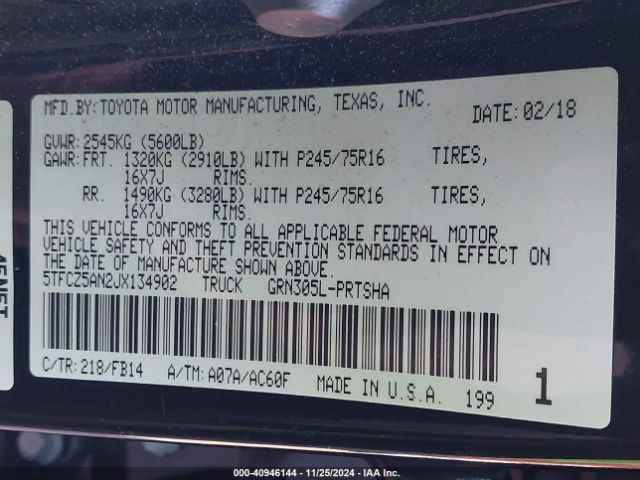 MFD.BY:TOYOTA MOTOR MANUFACTURING, TEXAS, INC. DATE:02/18
GVWR:2545KG (5600LB)
GAWR:FRT. 1320KG (2910LB) WITH P245/75R16 TIRES,
16X7J RIMS.
RR. 1490KG (3280LB) WITH P245/75R16 TIRES,
16X7J RIMS.
THIS VEHICLE CONFORMS TO ALL APPLICABLE FEDERAL MOTOR
VEHICLE SAFETY AND THEFT PREVENTION STANDARDS IN EFFECT ON
THE DATE OF MANUFACTURE SHOWN ABOVE.
5TFCZ5AN2JX134902 TRUCK GRN305L-PRTSHA
C/TR:218/FB14 A/TM:A07A/AC60F MADE IN U.S.A. 199 1
000-40946144 - 11/25/2024 - IAA Inc.